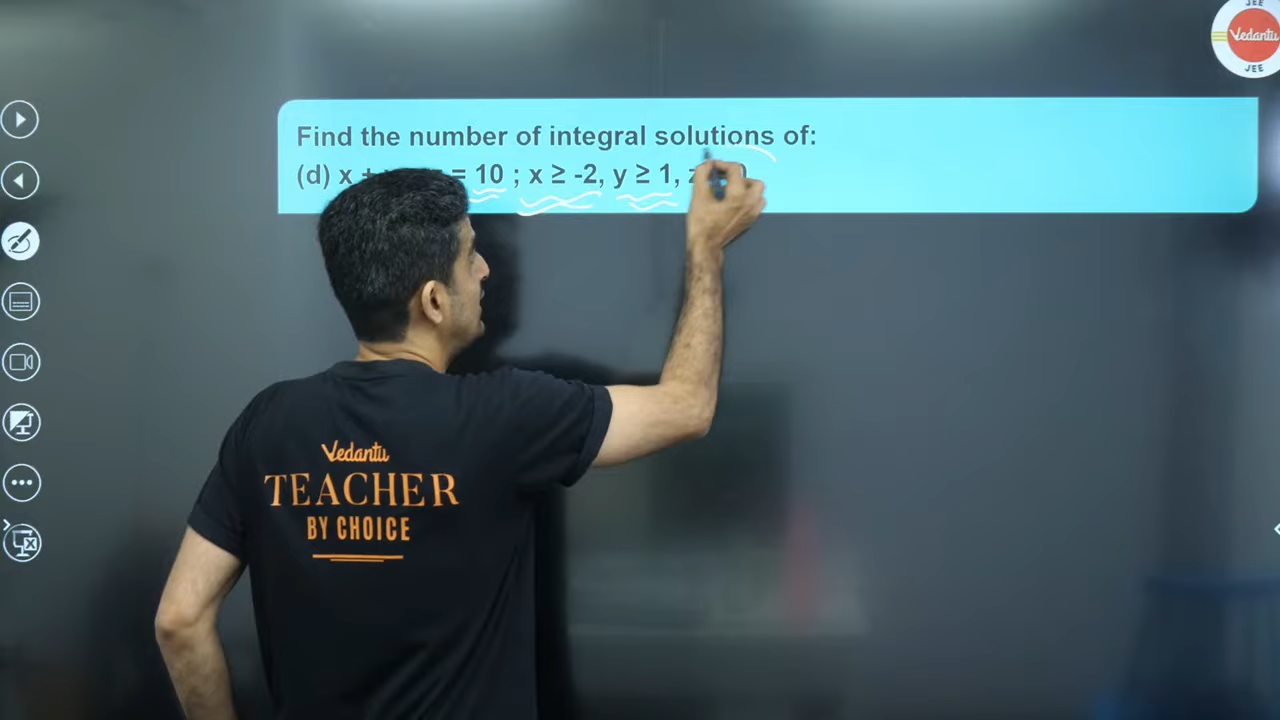 JEE
Vedantu
JEE
Find the number of integral solutions of:
(d) x + = 10 ; x ≥ -2, y ≥ 1,
Vedantu
TEACHER
BY CHOICE